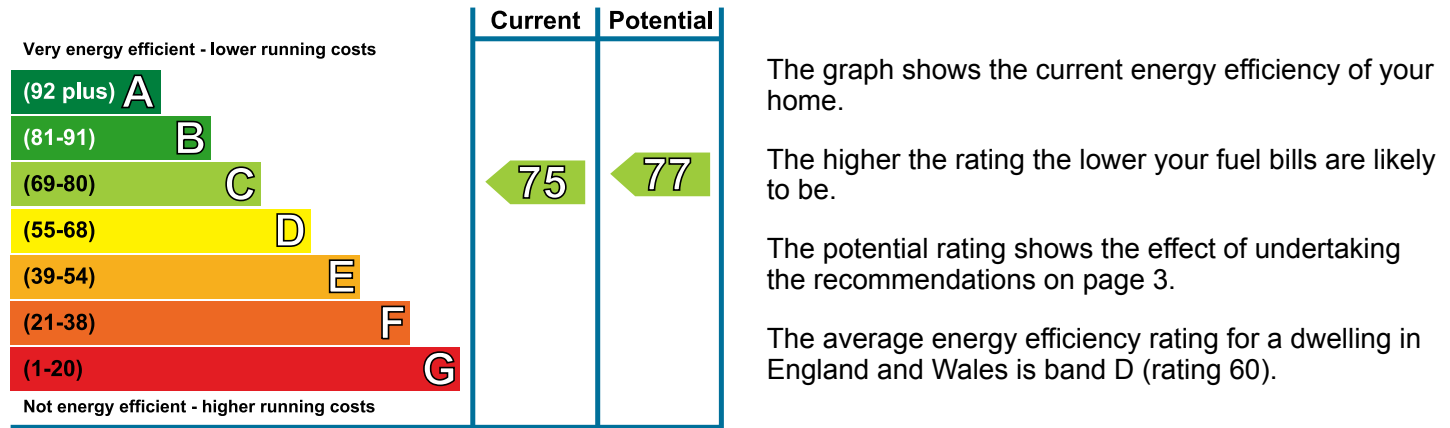 Current Potential
Very energy efficient - lower running costs
(92 plus) A
(81-91) B
(69-80) C
(55-68) D
(39-54) E
(21-38) F
(1-20) G
Not energy efficient - higher running costs
75 77
The graph shows the current energy efficiency of your
home.
The higher the rating the lower your fuel bills are likely
to be.
The potential rating shows the effect of undertaking
the recommendations on page 3.
The average energy efficiency rating for a dwelling in
England and Wales is band D (rating 60).